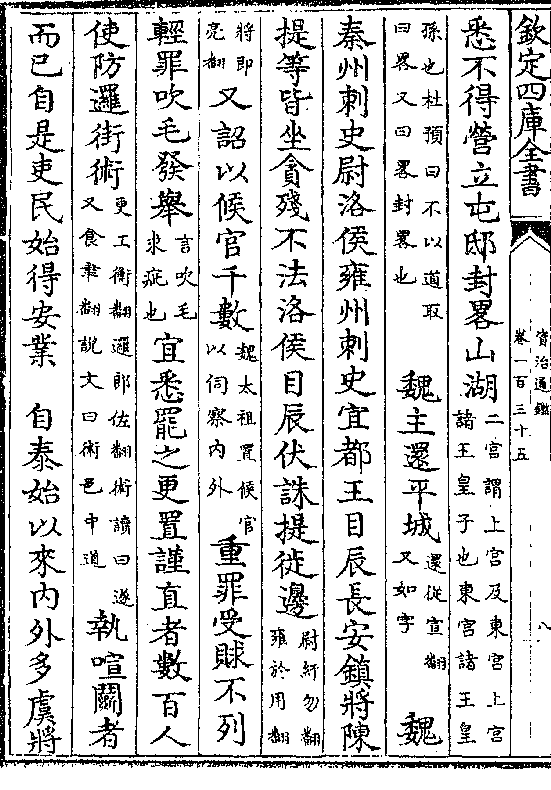 欽定四庫全書
資治通鑑
卷一百三十五
八
悉不得營立屯邸封畧山湖二宫謂上宫及東宫上宫諸王皇子也東宫諸王皇
孫也杜預曰不以道取曰畧又曰畧封畧也 魏主還平城還從宣翻又如字 魏
秦州刺史尉洛侯雍州刺史宜都王目辰長安鎮將陳
提等皆坐貪殘不法洛侯目辰伏誅提徙邊尉紆勿翻雍於用翻
將即亮翻又詔以候官千數魏太祖置候官以伺察内外重罪受賕不列
輕罪吹毛發舉言吹毛求疵也宜悉罷之更置謹直者數百人
使防邏街術更工衡翻邏郎佐翻術讀曰遂又食聿翻說文曰術邑中道執喧鬬者
而已自是吏民始得安業 自泰始以來内外多虞將